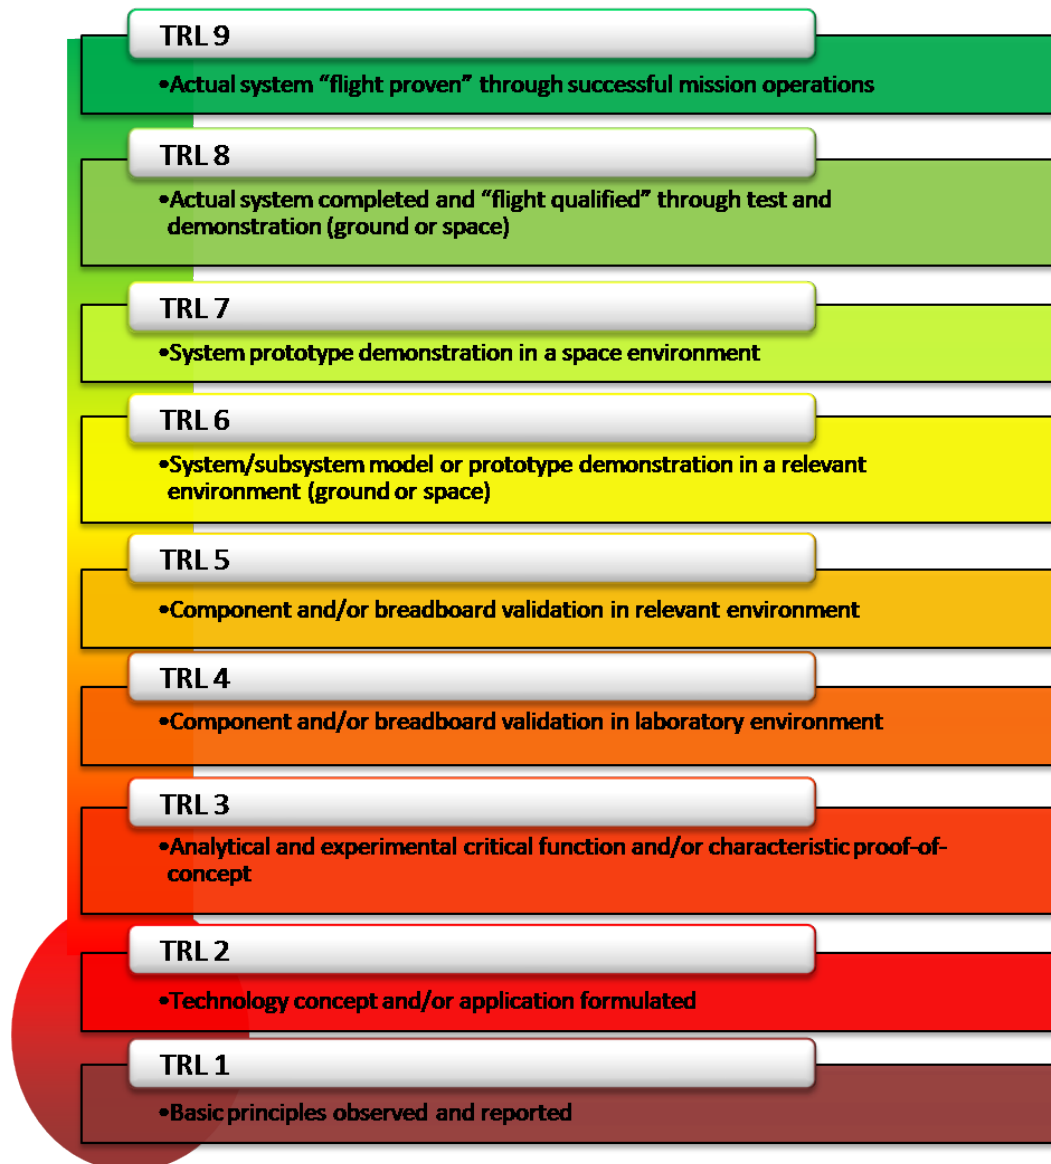 TRL 9
•Actual system “flight proven” through successful mission operations
TRL 8
•Actual system completed and “flight qualified” through test and
demonstration (ground or space)
TRL 7
•System prototype demonstration in a space environment
TRL 6
•System/subsystem model or prototype demonstration in a relevant
environment (ground or space)
TRL 5
•Component and/or breadboard validation in relevant environment
TRL 4
•Component and/or breadboard validation in laboratory environment
TRL 3
•Analytical and experimental critical function and/or characteristic proof-of-
concept
TRL 2
•Technology concept and/or application formulated
TRL 1
•Basic principles observed and reported